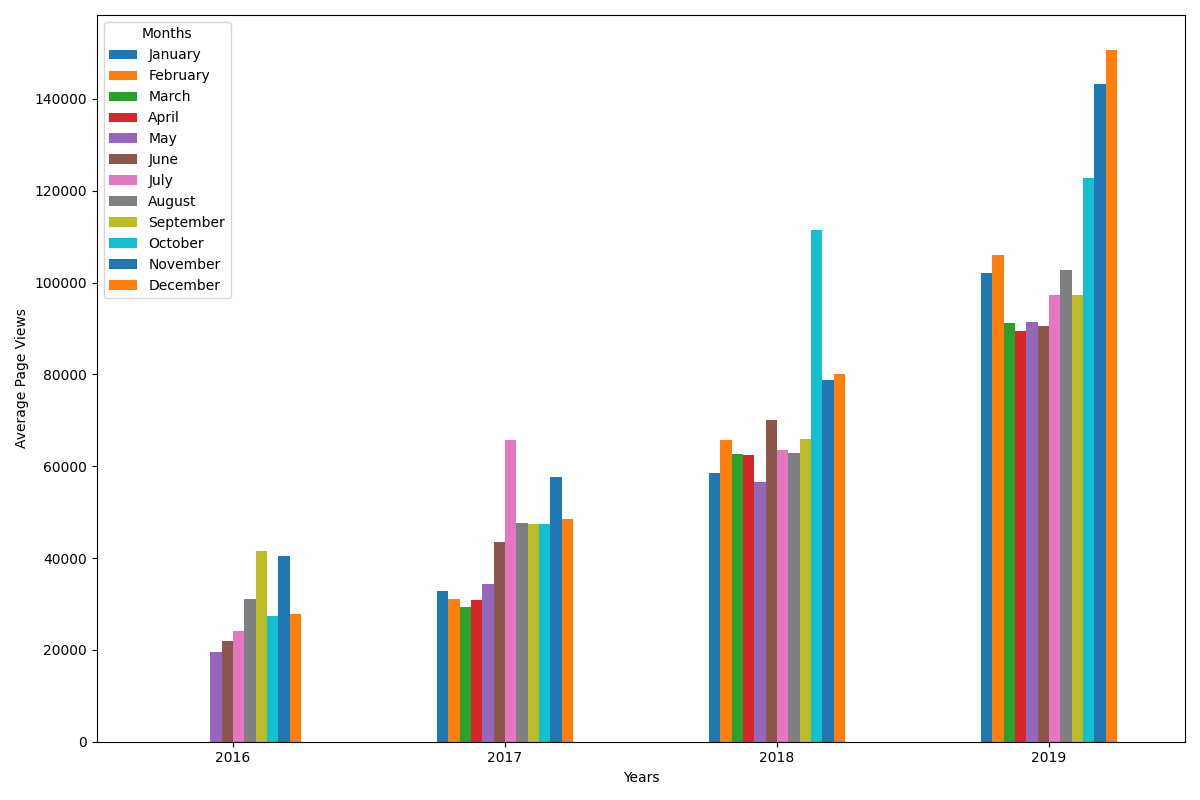 Months
January
February
March
April
May
June
July
August
September
October
November
December
Average Page Views
140000
120000
100000
80000
60000
40000
20000
0
2016 2017 2018 2019
Years